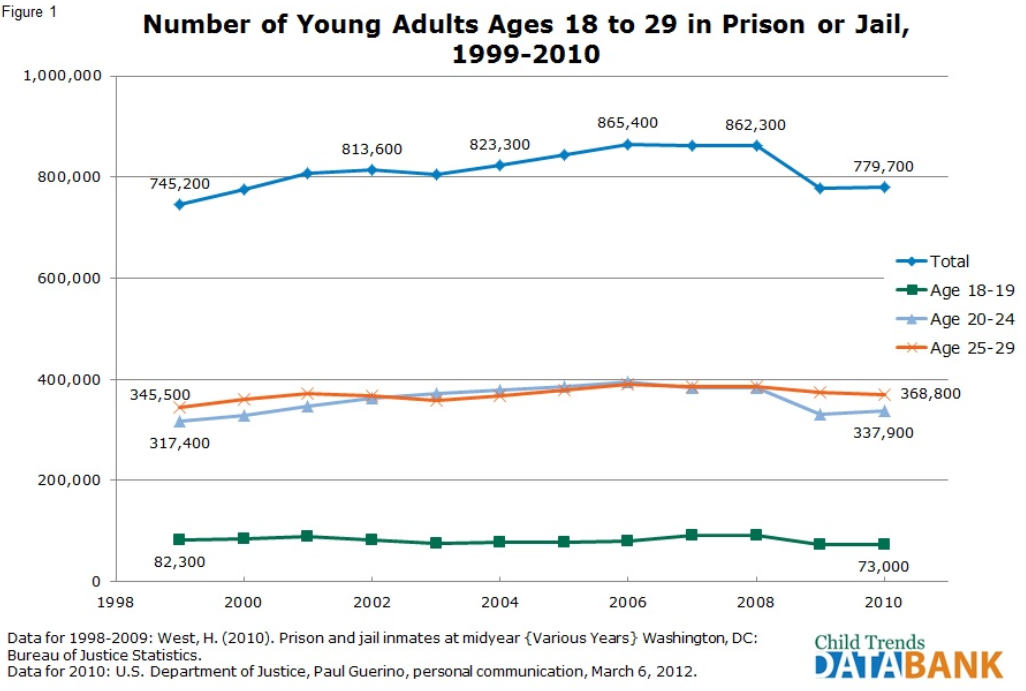 Figure 1
Number of Young Adults Ages 18 to 29 in Prison or Jail,
1999-2010
1,000,000
865,400
862,300
813,600
823,300
779,700
745,200
800,000
Total
600,000
Age 18-19
Age 20-24
Age 25-29
400,000
345,500
368,800
317,400
337,900
200,000
82,300
73,000
0
1998 2000 2002 2004 2006 2008 2010
Data for 1998-2009: West, H. (2010). Prison and jail inmates at midyear {Various Years} Washington, DC:
Bureau of Justice Statistics.
Data for 2010: U.S. Department of Justice, Paul Guerino, personal communication, March 6, 2012.
Child Trends
DATABANK